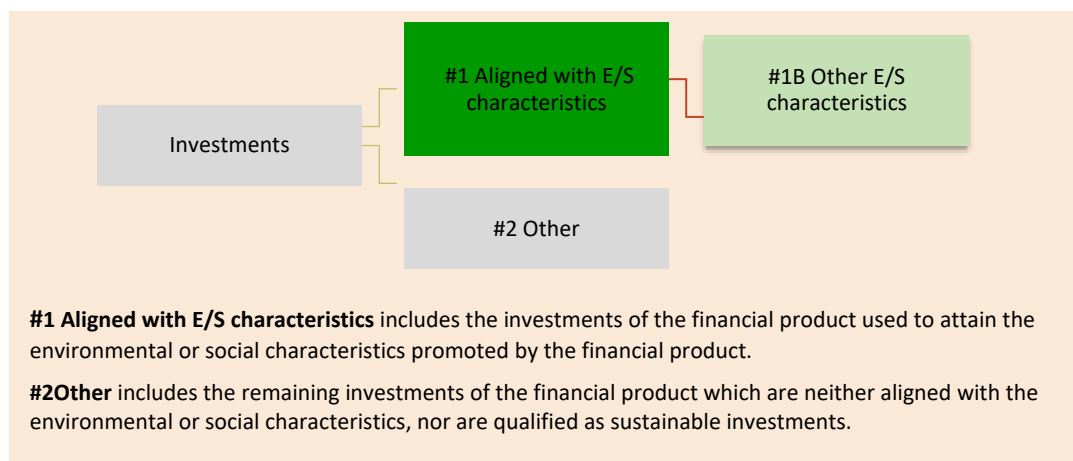 #1 Aligned with E/S
characteristics
#1B Other E/S
characteristics
Investments
#2 Other
#1 Aligned with E/S characteristics includes the investments of the financial product used to attain the
environmental or social characteristics promoted by the financial product.
#2Other includes the remaining investments of the financial product which are neither aligned with the
environmental or social characteristics, nor are qualified as sustainable investments.